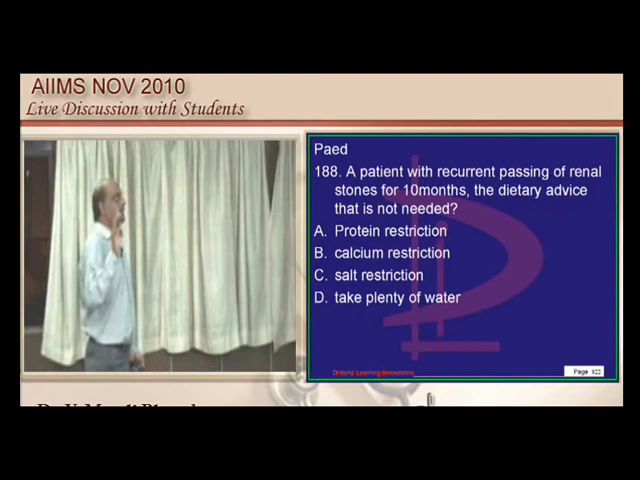 AIIMS NOV 2010
Live Discussion with Students
Paed
188. A patient with recurrent passing of renal
stones for 10months, the dietary advice
that is not needed?
A. Protein restriction
B. calcium restriction
C. salt restriction
D. take plenty of water
Page 922